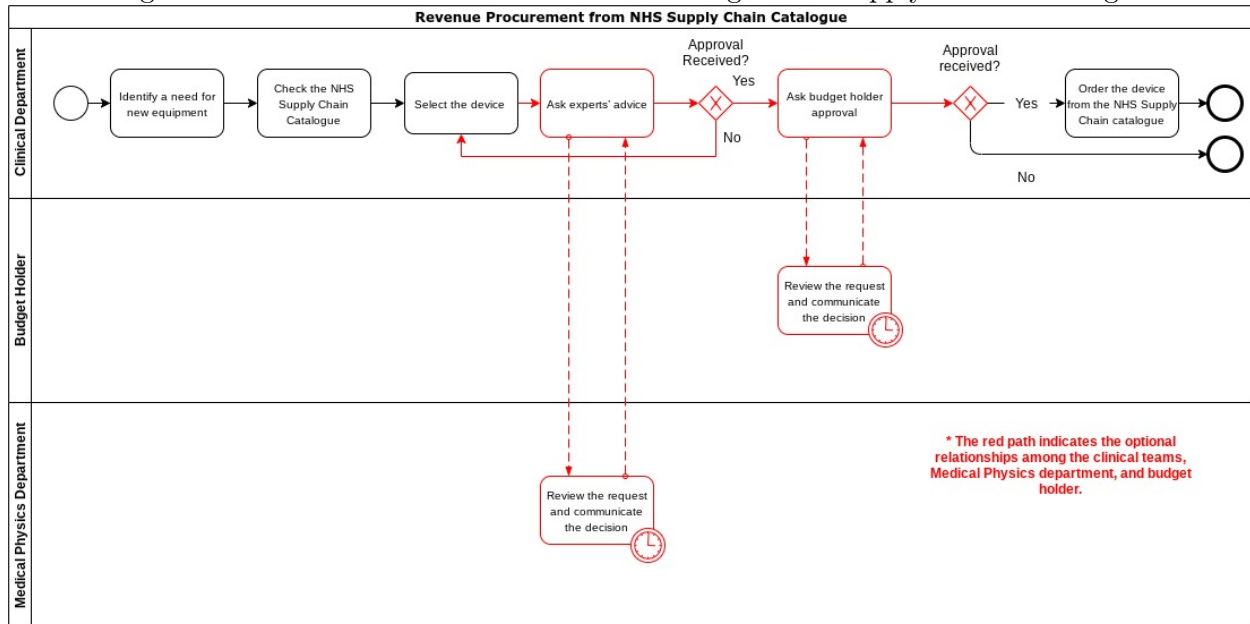 Revenue Procurement from NHS Supply Chain Catalogue
Clinical Department
Identify a need for
new equipment
Check the NHS
Supply Chain
Catalogue
Select the device
Ask experts' advice
Approval
Received?
Yes
No
Ask budget holder
approval
Approval
received?
Yes
No
Order the device
from the NHS Supply
Chain catalogue
Budget Holder
Review the request
and communicate
the decision
Medical Physics Department
Review the request
and communicate
the decision
* The red path indicates the optional
relationships among the clinical teams,
Medical Physics department, and budget
holder.